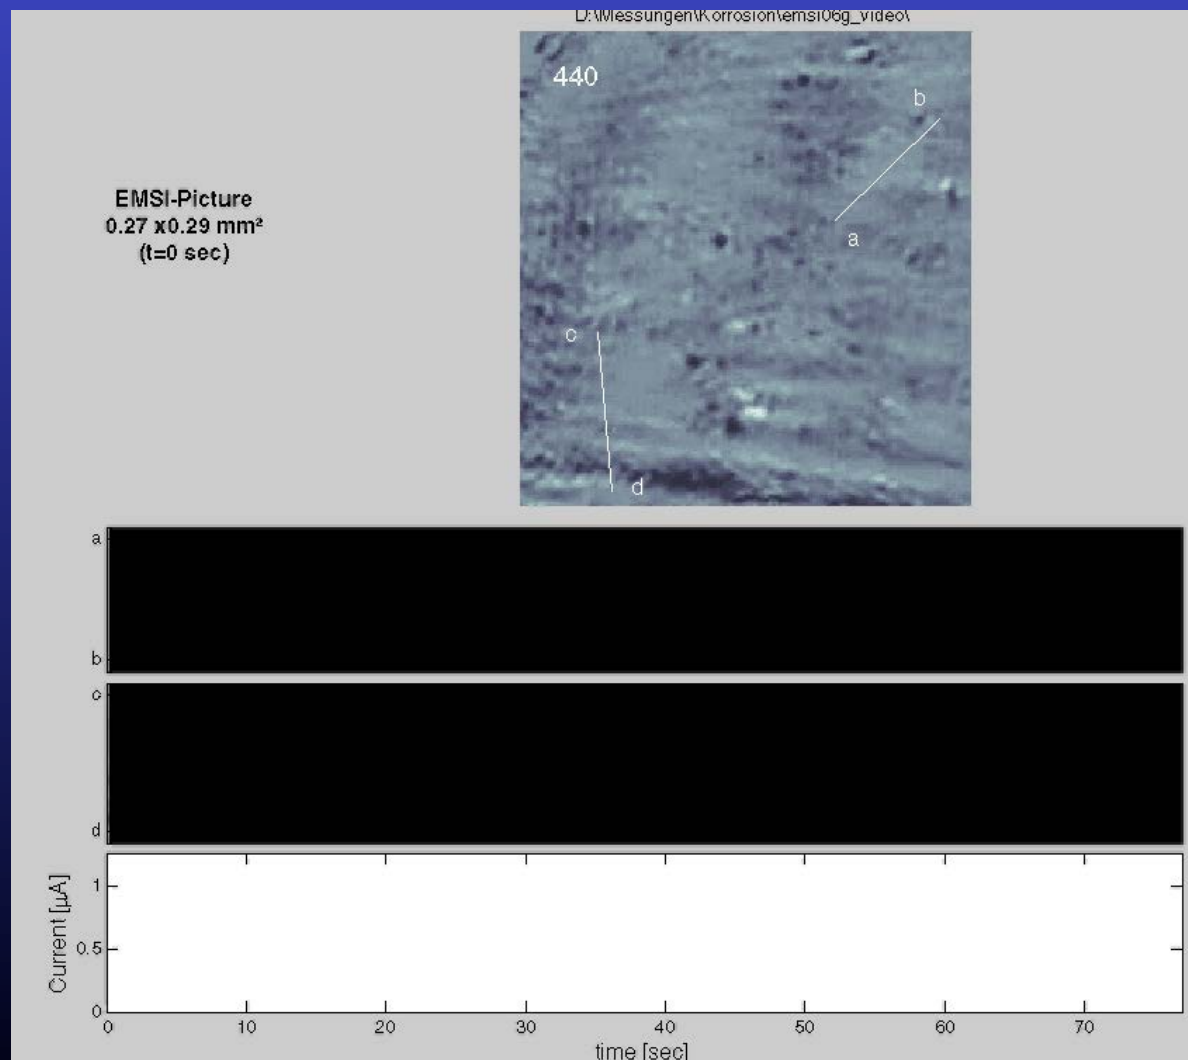 D:\Messungen\Korrosion\emsi06g_video\
440
b
EMSI-Picture
0.27 x0.29 mm²
(t=0 sec)
a
c
d
a
b
c
d
Current [µA]
1
0.5
0
0 10 20 30 40 50 60 70
time [sec]